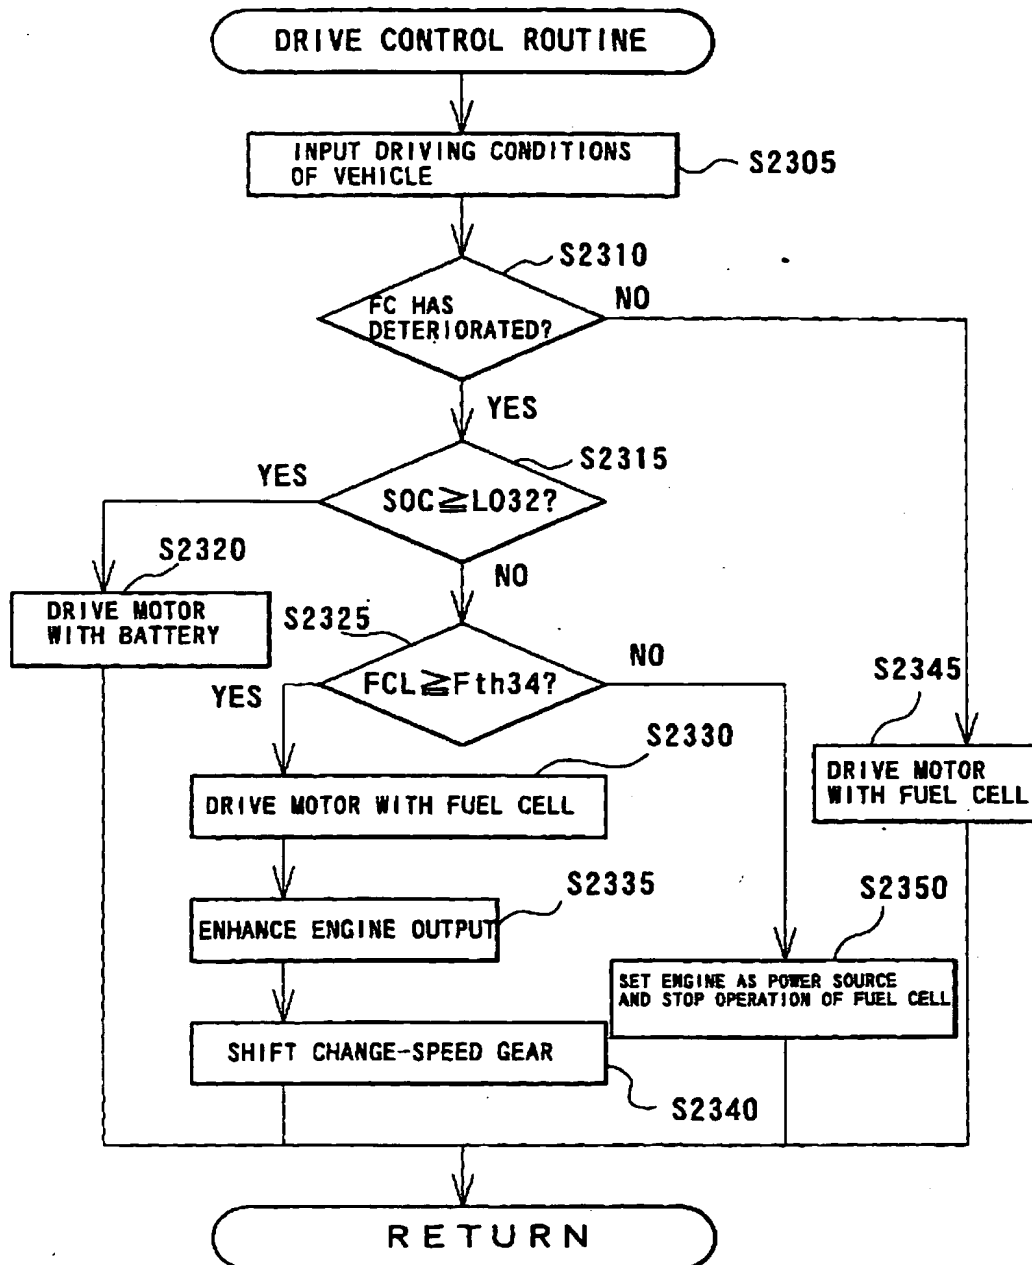 DRIVE CONTROL ROUTINE
INPUT DRIVING CONDITIONS
OF VEHICLE
S2305
S2310
FC HAS
DETERIORATED?
NO
YES
S2315
YES
SOC≧LO32?
NO
S2320
DRIVE MOTOR
WITH BATTERY
S2325
FCL≧Fth34?
YES
NO
S2345
DRIVE MOTOR
WITH FUEL CELL
S2330
DRIVE MOTOR WITH FUEL CELL
S2335
ENHANCE ENGINE OUTPUT
S2350
SET ENGINE AS POWER SOURCE
AND STOP OPERATION OF FUEL CELL
SHIFT CHANGE-SPEED GEAR
S2340
RETURN